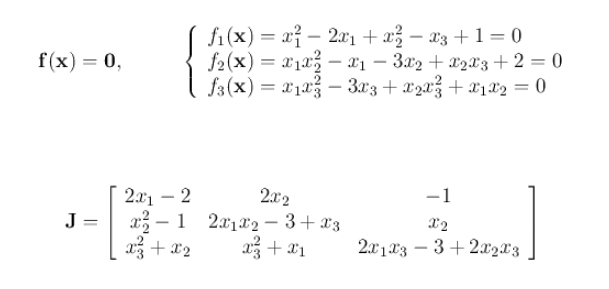 f₁(x) = x₁² − 2x₁ + x₂² − x₃ + 1 = 0
f(x) = 0, f₂(x) = x₁x₂² − x₁ − 3x₂ + x₂x₃ + 2 = 0
f₃(x) = x₁x₃² − 3x₃ + x₂x₃² + x₁x₂ = 0
2x₁ − 2 2x₂ −1
J = x₂² − 1 2x₁x₂ − 3 + x₃ x₂
x₃² + x₂ x₃² + x₁ 2x₁x₃ − 3 + 2x₂x₃